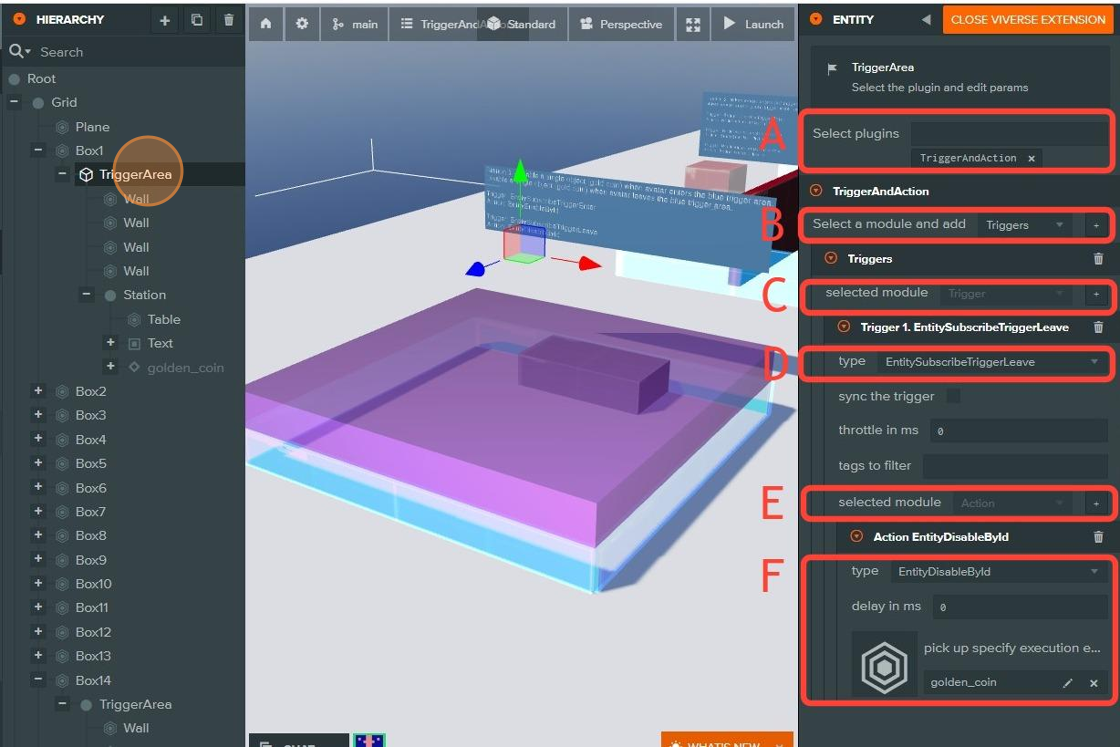 HIERARCHY
Search
Root
Grid
Plane
Box1
TriggerArea
Wall
Wall
Wall
Wall
Station
Table
Text
golden_coin
Box2
Box3
Box4
Box5
Box6
Box7
Box8
Box9
Box10
Box11
Box12
Box13
Box14
TriggerArea
Wall
main
TriggerAndA
Standard
Perspective
Launch
WHAT'S NEW
ENTITY
CLOSE VIVERSE EXTENSION
TriggerArea
Select the plugin and edit params
A
Select plugins
TriggerAndAction ×
TriggerAndAction
B
Select a module and add Triggers +
Triggers
C
selected module Trigger +
Trigger 1. EntitySubscribeTriggerLeave
D
type EntitySubscribeTriggerLeave
sync the trigger
throttle in ms 0
tags to filter
E
selected module Action +
Action EntityDisableById
F
type EntityDisableById
delay in ms 0
pick up specify execution e...
golden_coin